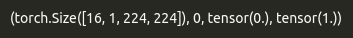 (torch.Size([16, 1, 224, 224]), 0, tensor(0.), tensor(1.))